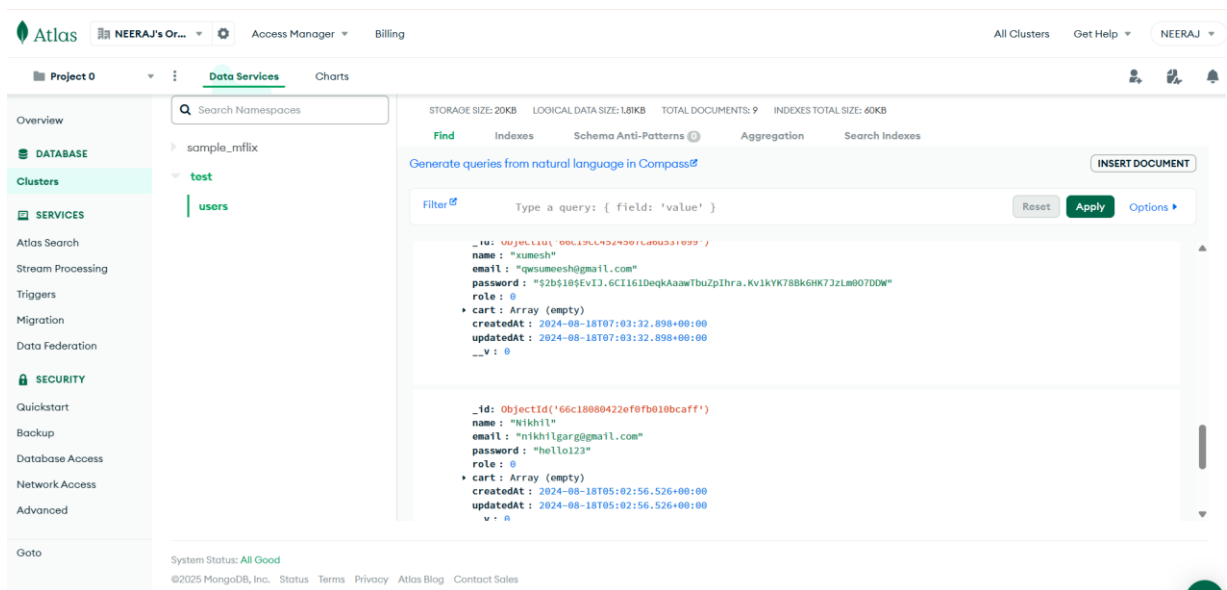 Atlas NEERAJ's Or... Access Manager Billing All Clusters Get Help NEERAJ
Project 0 Data Services Charts
Overview
DATABASE
Clusters
SERVICES
Atlas Search
Stream Processing
Triggers
Migration
Data Federation
SECURITY
Quickstart
Backup
Database Access
Network Access
Advanced
Goto
Search Namespaces
sample_mflix
test
users
STORAGE SIZE: 20KB LOGICAL DATA SIZE: 1.81KB TOTAL DOCUMENTS: 9 INDEXES TOTAL SIZE: 60KB
Find Indexes Schema Anti-Patterns 0 Aggregation Search Indexes
Generate queries from natural language in Compass INSERT DOCUMENT
Filter Type a query: { field: 'value' } Reset Apply Options
name : "xumesh"
email : "qwsumeesh@gmail.com"
password : "$2b$10$EvIJ.6CI161DeqkAaawTbuZpIhra.Kv1kYK78Bk6HK7JzLm0O7DDW"
role : 0
cart : Array (empty)
createdAt : 2024-08-18T07:03:32.898+00:00
updatedAt : 2024-08-18T07:03:32.898+00:00
__v : 0
_id: ObjectId('66c18080422ef0fb010bcaff')
name : "Nikhil"
email : "nikhilgarg@gmail.com"
password : "hello123"
role : 0
cart : Array (empty)
createdAt : 2024-08-18T05:02:56.526+00:00
updatedAt : 2024-08-18T05:02:56.526+00:00
__v : 0
System Status: All Good
©2025 MongoDB, Inc. Status Terms Privacy Atlas Blog Contact Sales